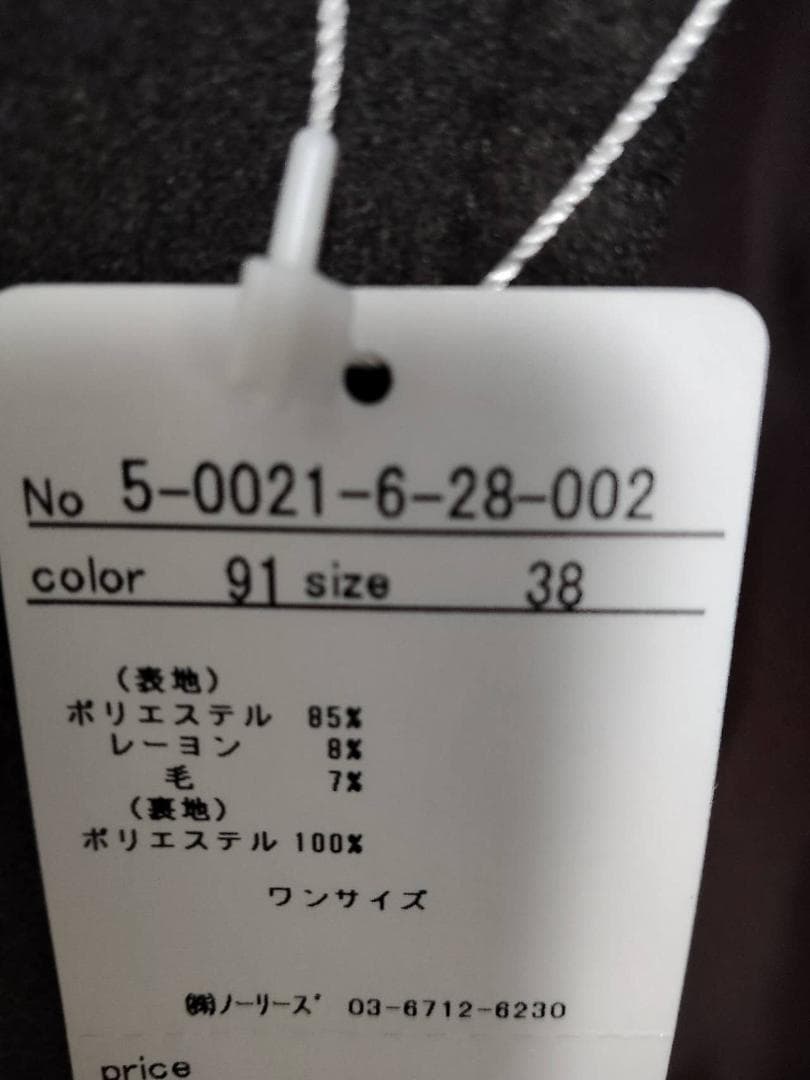 No 5-0021-6-28-002
color 91 size 38
(表地)
ポリエステル 85%
レーヨン 8%
毛 7%
(裏地)
ポリエステル 100%
ワンサイズ
㈱ノーリーズ 03-6712-6230
price